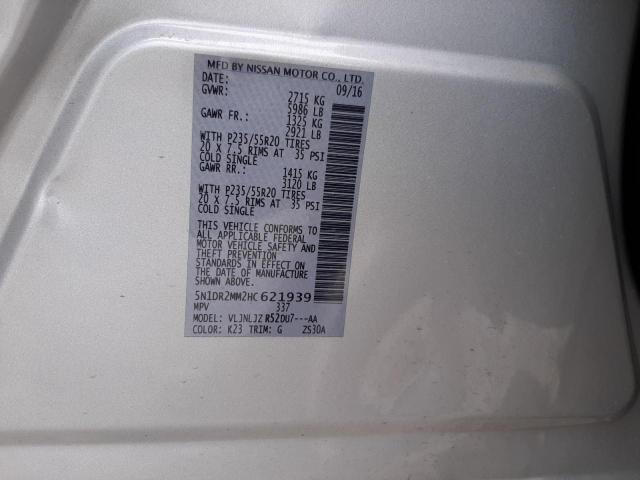 MFD BY NISSAN MOTOR CO., LTD.
DATE: 09/16
GVWR: 2715 KG
5986 LB
GAWR FR.: 1325 KG
2921 LB
WITH P235/55R20 TIRES
20 X 7.5 RIMS AT 35 PSI
COLD SINGLE
GAWR RR.: 1415 KG
3120 LB
WITH P235/55R20 TIRES
20 X 7.5 RIMS AT 35 PSI
COLD SINGLE
THIS VEHICLE CONFORMS TO
ALL APPLICABLE FEDERAL
MOTOR VEHICLE SAFETY AND
THEFT PREVENTION
STANDARDS IN EFFECT ON
THE DATE OF MANUFACTURE
SHOWN ABOVE.
5N1DR2MM2HC621939
MPV 337
MODEL: VLJNLJZ R52DU7---AA
COLOR: K23 TRIM: G ZS30A